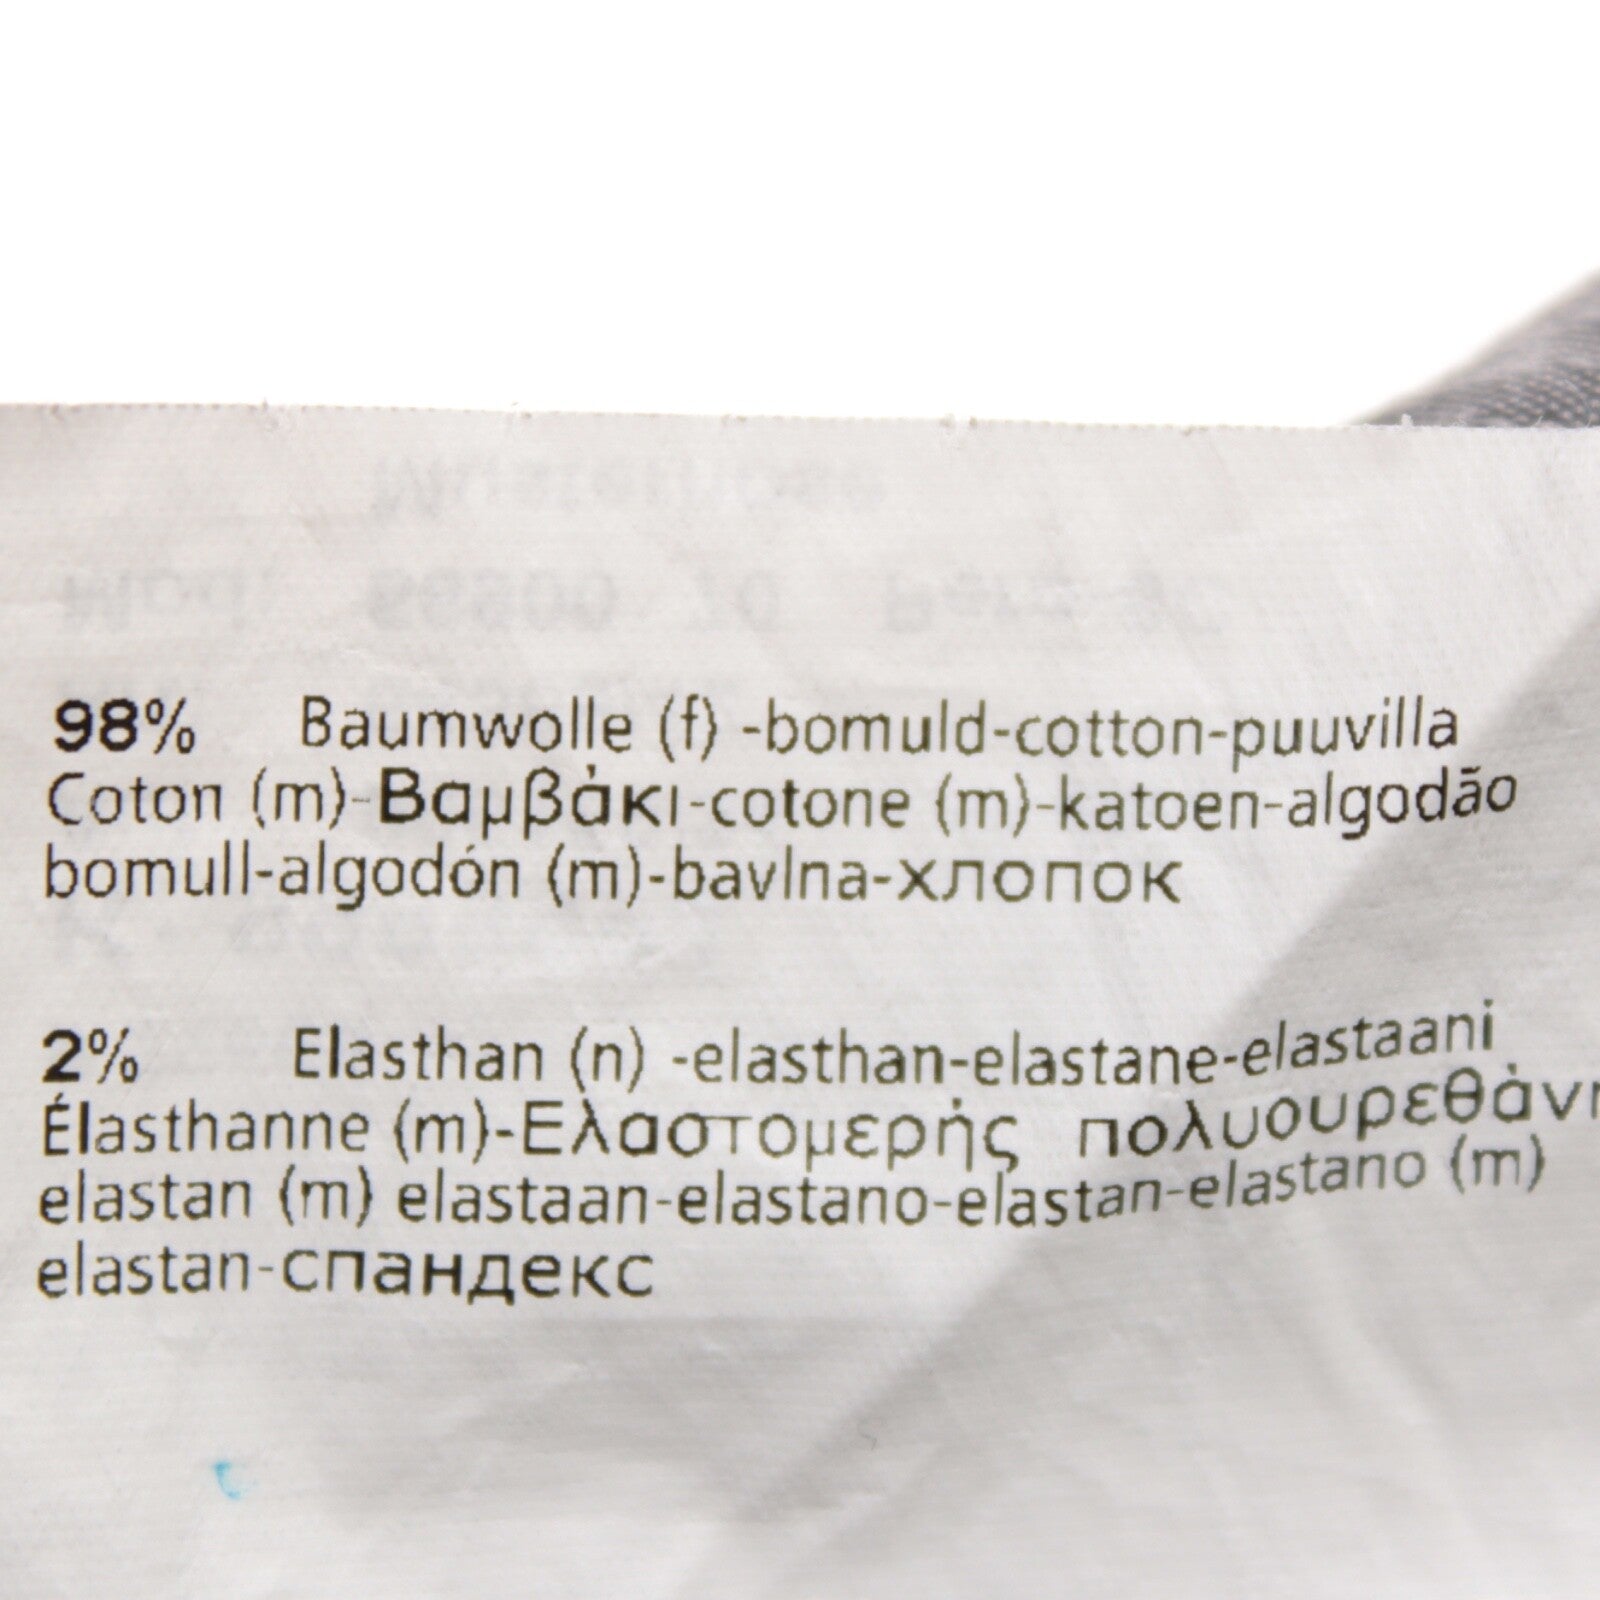 98% Baumwolle (f) -bomuld-cotton-puuvilla
Coton (m)-Βαμβάκι-cotone (m)-katoen-algodão
bomull-algodón (m)-bavlna-хлопок
2% Elasthan (n) -elasthan-elastane-elastaani
Élasthanne (m)-Ελαστομερής πολυουρεθάνη
elastan (m) elastaan-elastano-elastan-elastano (m)
elastan-спандекс